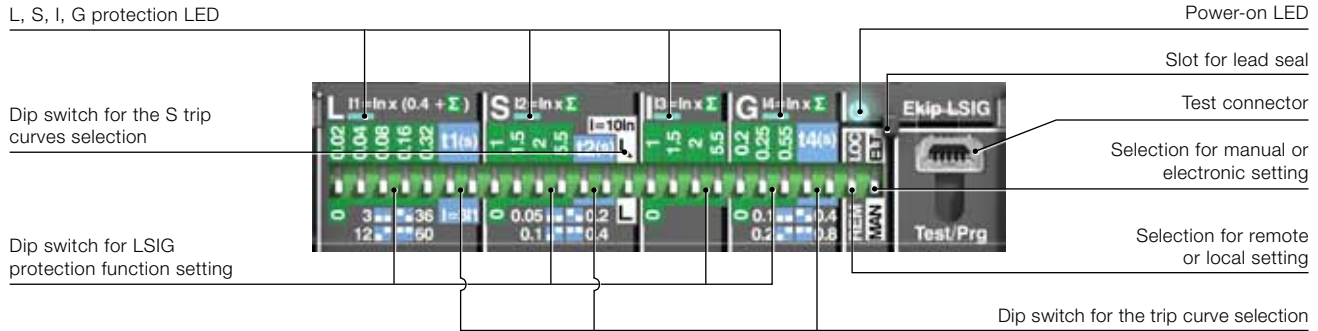 L, S, I, G protection LED
Power-on LED
Slot for lead seal
Dip switch for the S trip
curves selection
Test connector
Selection for manual or
electronic setting
Dip switch for LSIG
protection function setting
Selection for remote
or local setting
Dip switch for the trip curve selection
L I1=In x (0.4 + Σ)
0.02 0.04 0.08 0.16 0.32 t1(s)
0 3 36 I=3I1
12 60
S I2=In x Σ
I=10In
1 1.5 2 5.5 t2(s) L
0 0.05 0.2 L
0.1 0.4
I3=In x Σ
1 1.5 2 5.5
0
G I4=In x Σ
0.2 0.25 0.55 t4(s)
0 0.1 0.4
0.2 0.8
LOC ELT
REM MAN
Ekip LSIG
Test/Prg